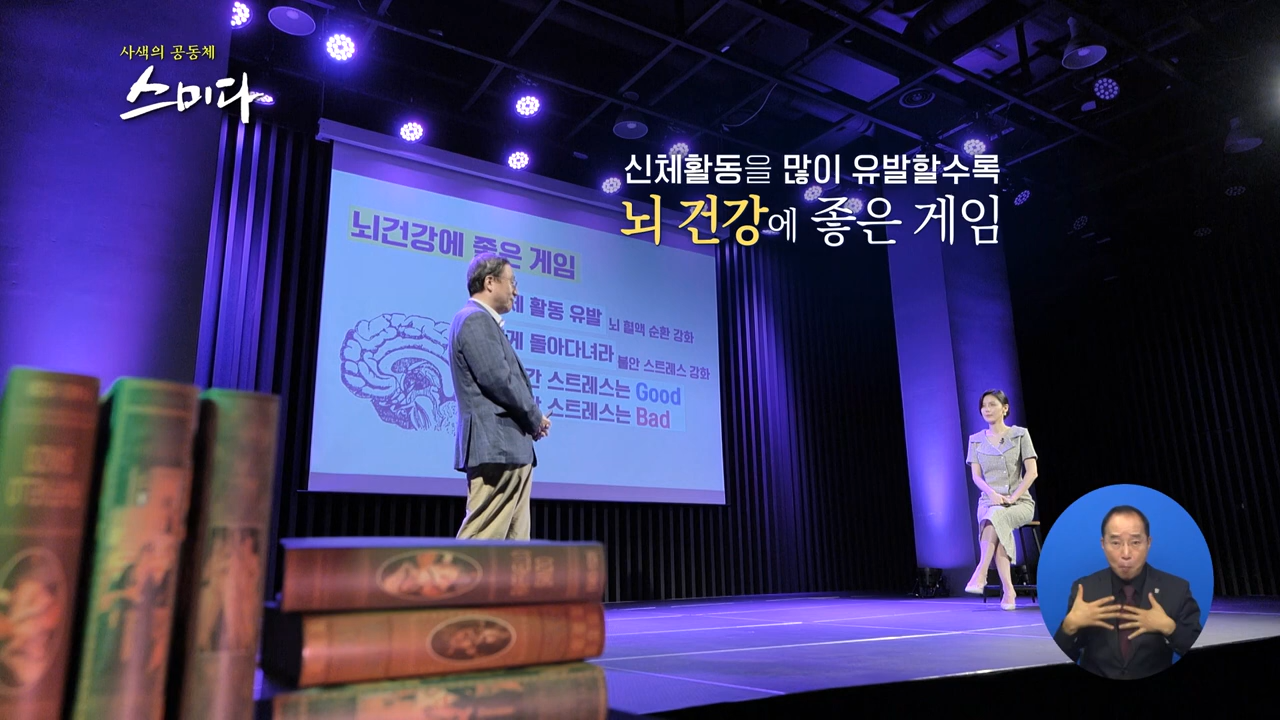 사색의 공동체
스미다
신체활동을 많이 유발할수록
뇌 건강에 좋은 게임
뇌건강에 좋은 게임
활동 유발 뇌 혈액 순환 강화
돌아다녀라 불안 스트레스 강화
스트레스는 Good
스트레스는 Bad